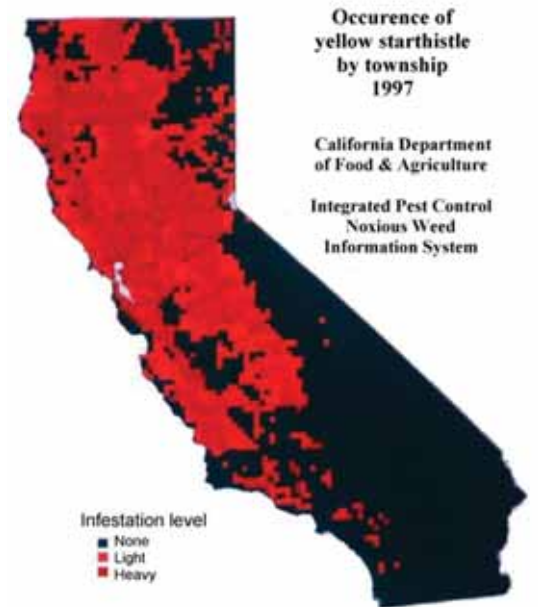 Occurence of
yellow starthistle
by township
1997
California Department
of Food & Agriculture
Integrated Pest Control
Noxious Weed
Information System
Infestation level
None
Light
Heavy